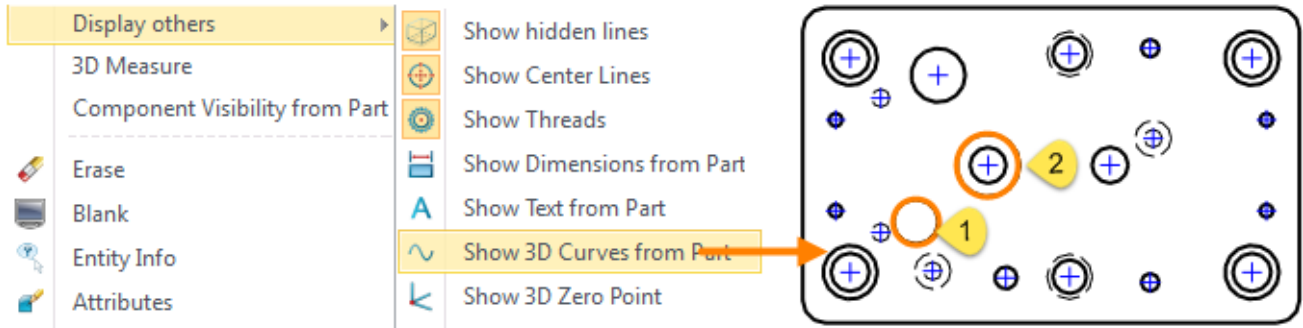 Display others
3D Measure
Component Visibility from Part
Erase
Blank
Entity Info
Attributes
Show hidden lines
Show Center Lines
Show Threads
Show Dimensions from Part
A Show Text from Part
Show 3D Curves from Part
Show 3D Zero Point
2
1